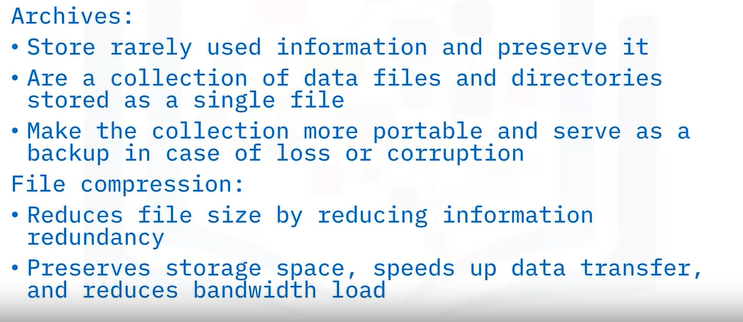 Archives:
• Store rarely used information and preserve it
• Are a collection of data files and directories
stored as a single file
• Make the collection more portable and serve as a
backup in case of loss or corruption
File compression:
• Reduces file size by reducing information
redundancy
• Preserves storage space, speeds up data transfer,
and reduces bandwidth load